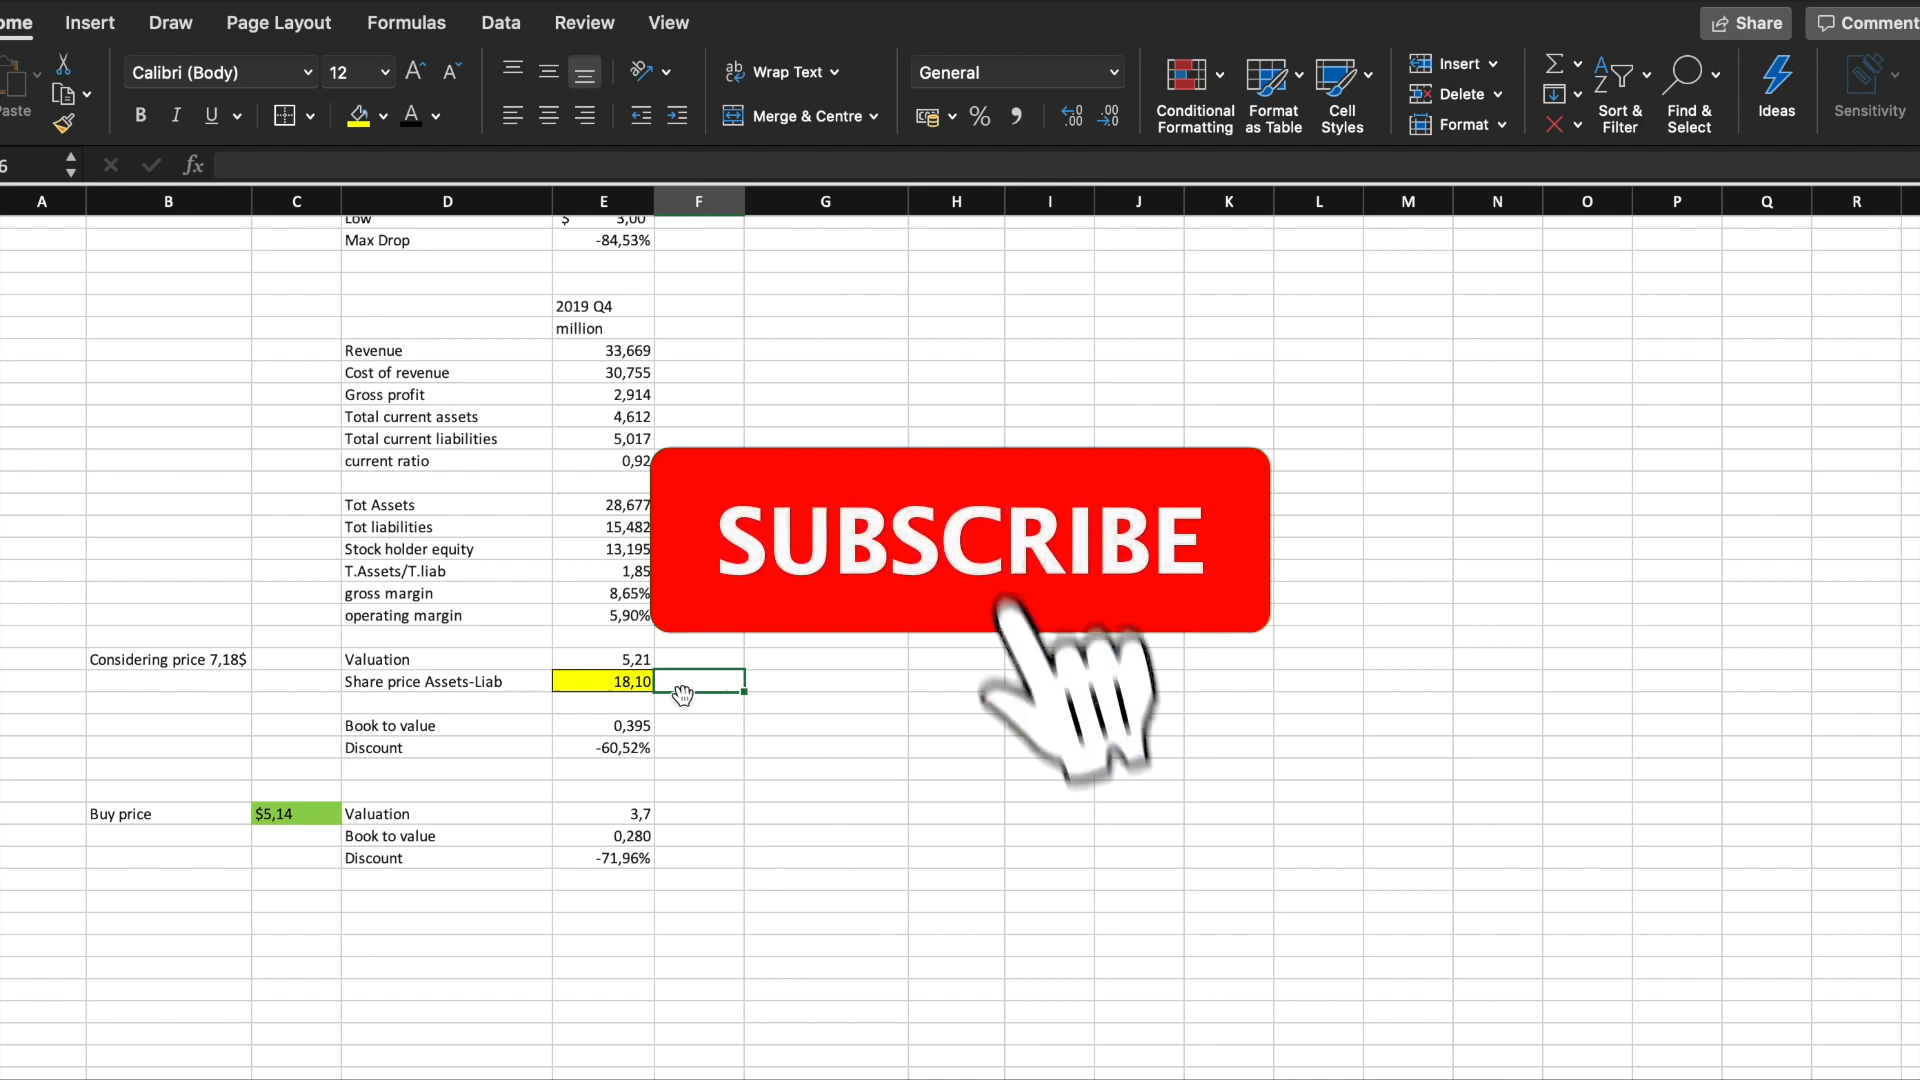 ome Insert Draw Page Layout Formulas Data Review View Share Comment
Paste Calibri (Body) 12 A A ab Wrap Text General Conditional Formatting Format as Table Cell Styles Insert Delete Format Sort & Filter Find & Select Ideas Sensitivity
B I U A Merge & Centre % ,
6 fx
A B C D E F G H I J K L M N O P Q R
Low $ 3,00
Max Drop -84,53%
2019 Q4
million
Revenue 33,669
Cost of revenue 30,755
Gross profit 2,914
Total current assets 4,612
Total current liabilities 5,017
current ratio 0,92
Tot Assets 28,677
Tot liabilities 15,482
Stock holder equity 13,195
T.Assets/T.liab 1,85
gross margin 8,65%
operating margin 5,90%
SUBSCRIBE
Considering price 7,18$ Valuation 5,21
Share price Assets-Liab 18,10
Book to value 0,395
Discount -60,52%
Buy price $5,14 Valuation 3,7
Book to value 0,280
Discount -71,96%